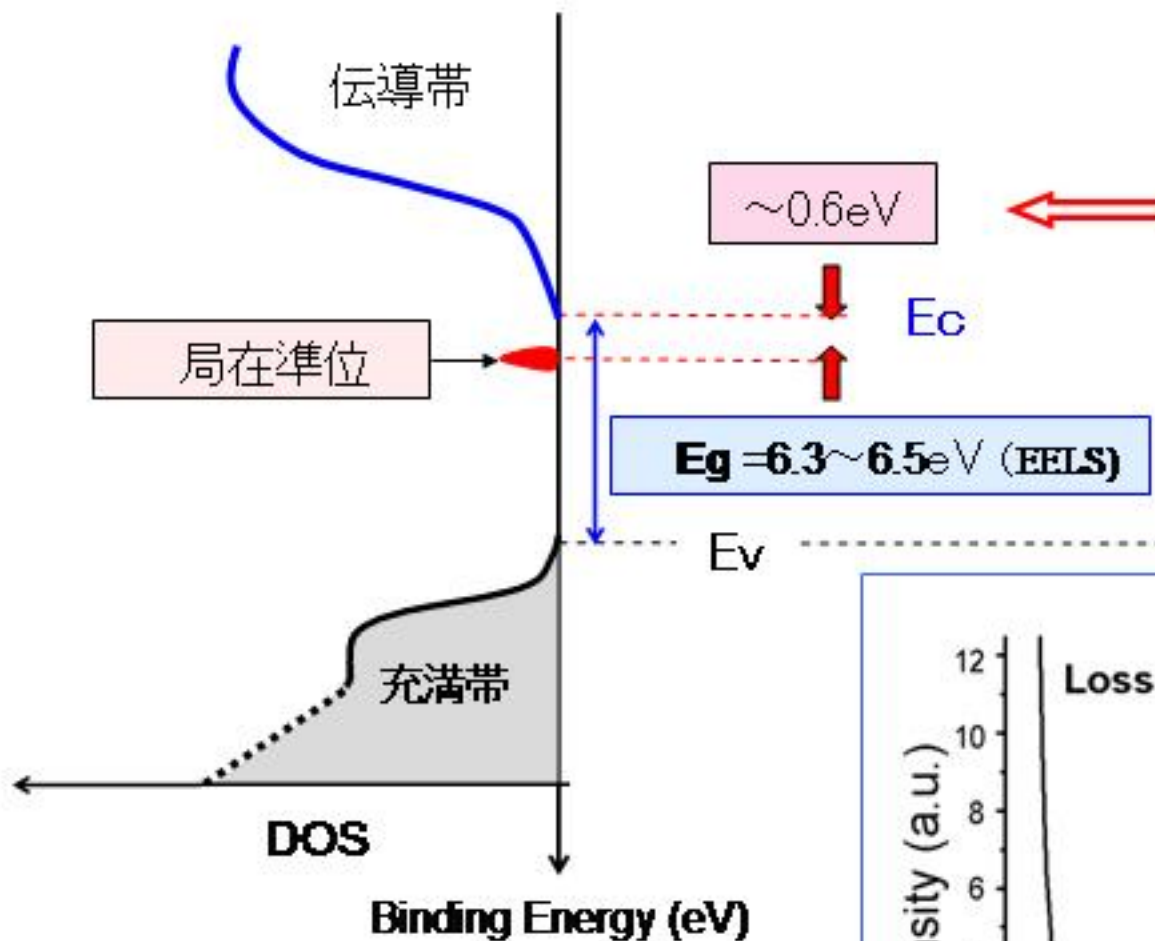 伝導帯
～0.6eV
Ec
局在準位
Eg =6.3～6.5eV (EELS)
Ev
充満帯
12
Loss
10
8
6
DOS
Binding Energy (eV)
sity (a.u.)